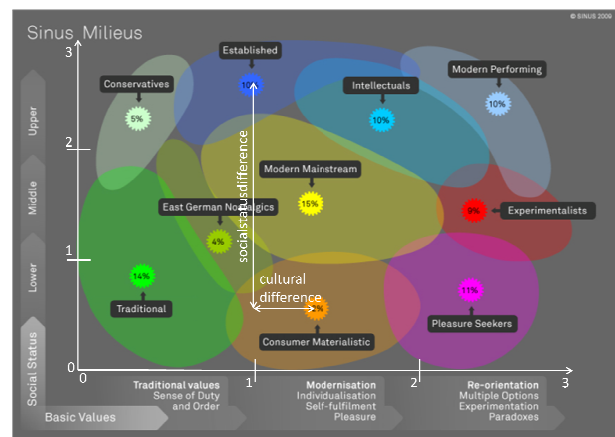 © SINUS 2009
Sinus Milieus
3
Established
Modern Performing
Conservatives
Intellectuals
10%
10%
5%
10%
Upper
2
Modern Mainstream
socialstatusdifference
15%
East German Nostalgics
9%
Experimentalists
4%
Middle
1
14%
cultural
difference
11%
Traditional
Consumer Materialistic
Pleasure Seekers
Lower
Social Status
0
0
1
2
3
Traditional values
Sense of Duty
and Order
Modernisation
Individualisation
Self-fulfilment
Pleasure
Re-orientation
Multiple Options
Experimentation
Paradoxes
Basic Values